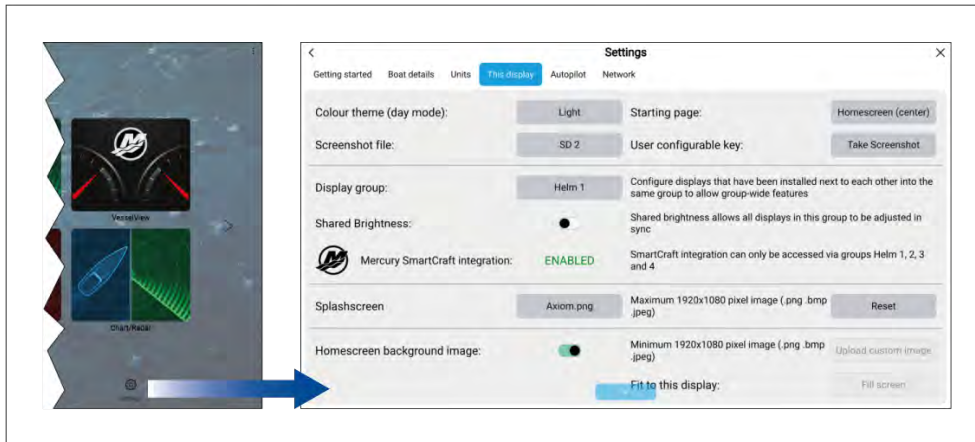 VesselView
Chart/Radar
Settings
Getting started Boat details Units This display Autopilot Network
Colour theme (day mode): Light Starting page: Homescreen (center)
Screenshot file: SD 2 User configurable key: Take Screenshot
Display group: Helm 1 Configure displays that have been installed next to each other into the
same group to allow group-wide features
Shared Brightness: Shared brightness allows all displays in this group to be adjusted in
sync
Mercury SmartCraft integration: ENABLED SmartCraft integration can only be accessed via groups Helm 1, 2, 3
and 4
Splashscreen Axiom.png Maximum 1920x1080 pixel image (.png .bmp
.jpeg) Reset
Homescreen background image: Minimum 1920x1080 pixel image (.png .bmp
.jpeg) Upload custom image
Fit to this display: Fill screen